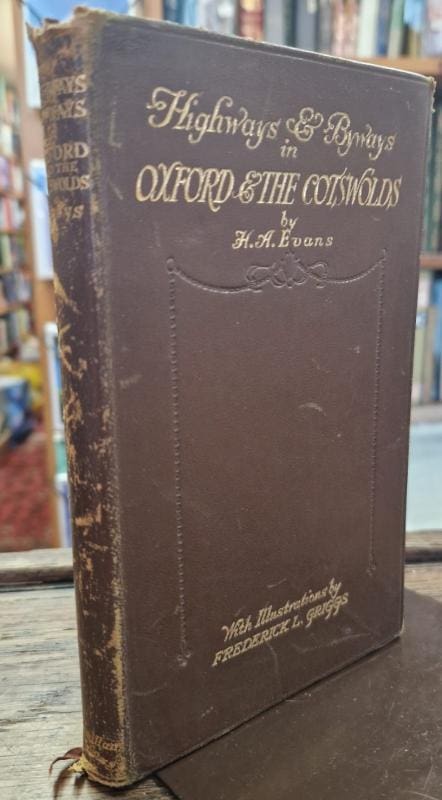 Highways & Byways
in
OXFORD & THE COTSWOLDS
by
H. A. Evans
With Illustrations by
FREDERICK L. GRIGGS